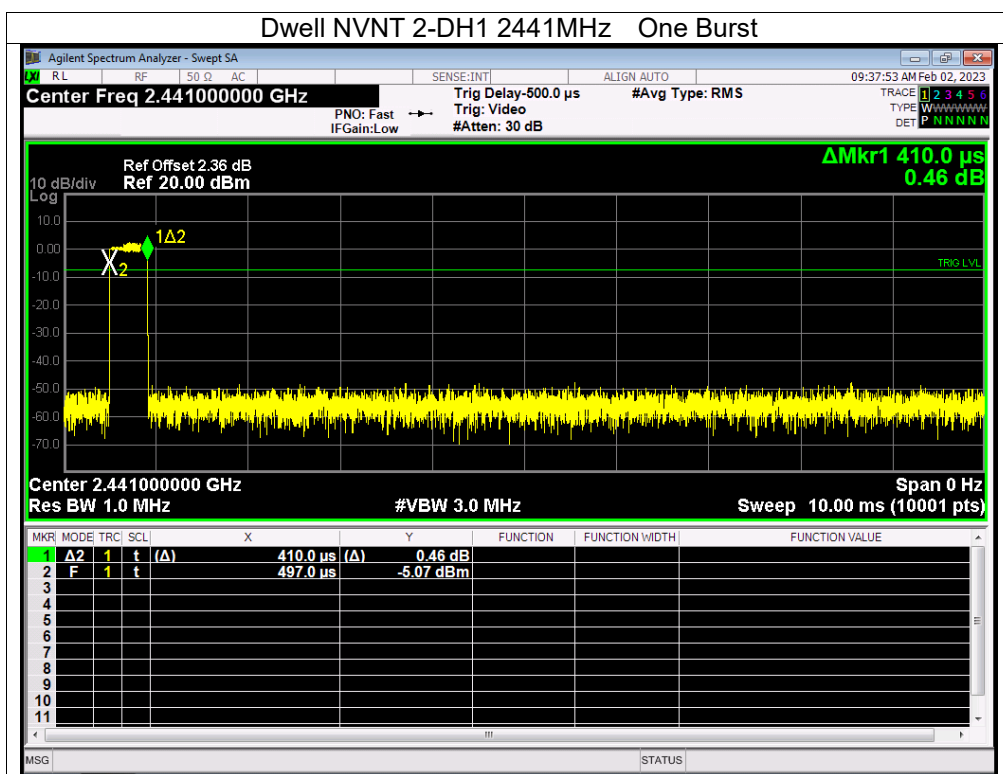 Dwell NVNT 2-DH1 2441MHz One Burst
Agilent Spectrum Analyzer - Swept SA
LXI RL RF 50 Ω AC SENSE:INT ALIGN AUTO 09:37:53 AM Feb 02, 2023
Center Freq 2.441000000 GHz Trig Delay-500.0 µs #Avg Type: RMS TRACE 1 2 3 4 5 6
PNO: Fast Trig: Video TYPE WWWWWW
IFGain:Low #Atten: 30 dB DET P N N N N N
ΔMkr1 410.0 µs
0.46 dB
Ref Offset 2.36 dB
10 dB/div Ref 20.00 dBm
Log
10.0
1Δ2
0.00
2
TRIG LVL
-10.0
-20.0
-30.0
-40.0
-50.0
-60.0
-70.0
Center 2.441000000 GHz Span 0 Hz
Res BW 1.0 MHz #VBW 3.0 MHz Sweep 10.00 ms (10001 pts)
MKR MODE TRC SCL X Y FUNCTION FUNCTION WIDTH FUNCTION VALUE
1 Δ2 1 t (Δ) 410.0 µs (Δ) 0.46 dB
2 F 1 t 497.0 µs -5.07 dBm
3
4
5
6
7
8
9
10
11
MSG STATUS